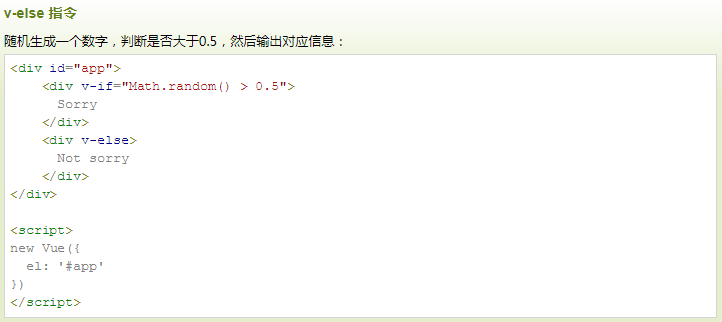 v-else 指令
随机生成一个数字，判断是否大于0.5，然后输出对应信息：
<div id="app">
    <div v-if="Math.random() > 0.5">
      Sorry
    </div>
    <div v-else>
      Not sorry
    </div>
</div>

<script>
new Vue({
  el: '#app'
})
</script>